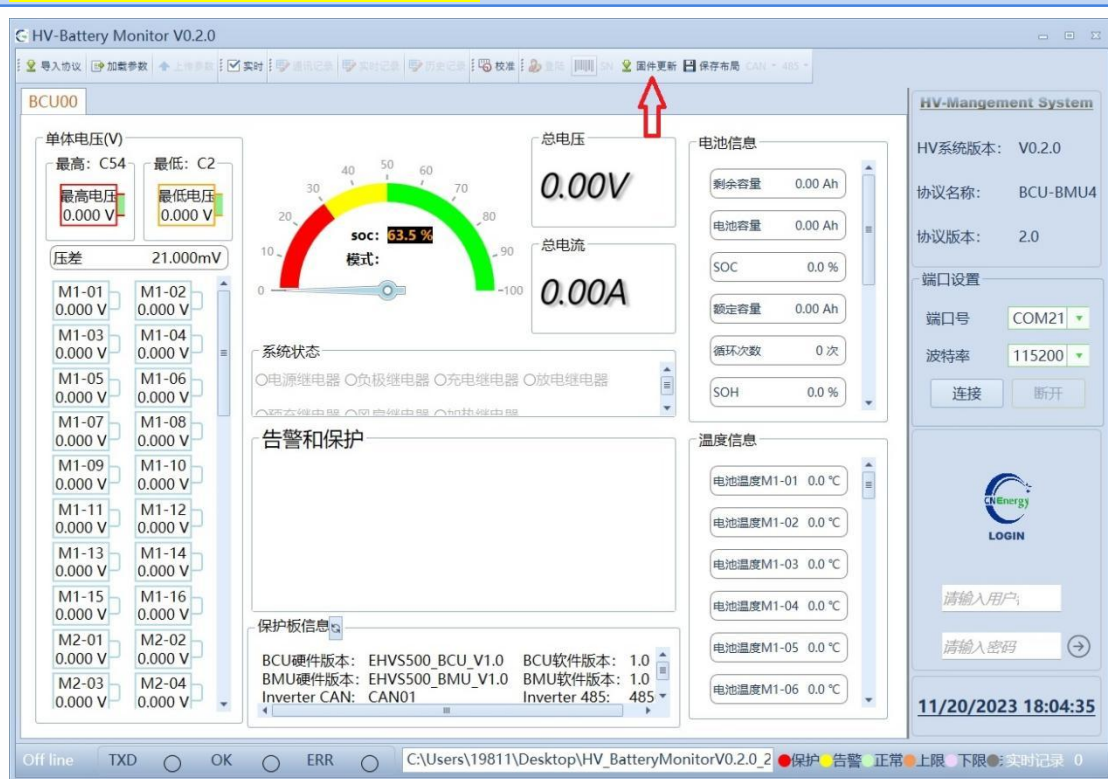 HV-Battery Monitor V0.2.0
导入协议 加载参数 上传参数 实时 通讯记录 实时记录 历史记录 校准 登陆 SN 固件更新 保存布局 CAN 485
BCU00
单体电压(V)
最高: C54 最低: C2
最高电压 最低电压
0.000 V 0.000 V
压差 21.000mV
M1-01 M1-02
0.000 V 0.000 V
M1-03 M1-04
0.000 V 0.000 V
M1-05 M1-06
0.000 V 0.000 V
M1-07 M1-08
0.000 V 0.000 V
M1-09 M1-10
0.000 V 0.000 V
M1-11 M1-12
0.000 V 0.000 V
M1-13 M1-14
0.000 V 0.000 V
M1-15 M1-16
0.000 V 0.000 V
M2-01 M2-02
0.000 V 0.000 V
M2-03 M2-04
0.000 V 0.000 V
0 10 20 30 40 50 60 70 80 90 100
soc: 63.5 %
模式:
总电压
0.00V
总电流
0.00A
系统状态
电源继电器 负极继电器 充电继电器 放电继电器
预充继电器 风扇继电器 加热继电器
告警和保护
保护板信息
BCU硬件版本: EHVS500_BCU_V1.0 BCU软件版本: 1.0
BMU硬件版本: EHVS500_BMU_V1.0 BMU软件版本: 1.0
Inverter CAN: CAN01 Inverter 485: 485
电池信息
剩余容量 0.00 Ah
电池容量 0.00 Ah
SOC 0.0 %
额定容量 0.00 Ah
循环次数 0 次
SOH 0.0 %
温度信息
电池温度M1-01 0.0 ℃
电池温度M1-02 0.0 ℃
电池温度M1-03 0.0 ℃
电池温度M1-04 0.0 ℃
电池温度M1-05 0.0 ℃
电池温度M1-06 0.0 ℃
HV-Mangement System
HV系统版本: V0.2.0
协议名称: BCU-BMU4
协议版本: 2.0
端口设置
端口号 COM21
波特率 115200
连接 断开
CNEnergy
LOGIN
请输入用户
请输入密码
11/20/2023 18:04:35
Off line TXD OK ERR C:\Users\19811\Desktop\HV_BatteryMonitorV0.2.0_2 保护 告警 正常 上限 下限 实时记录 0